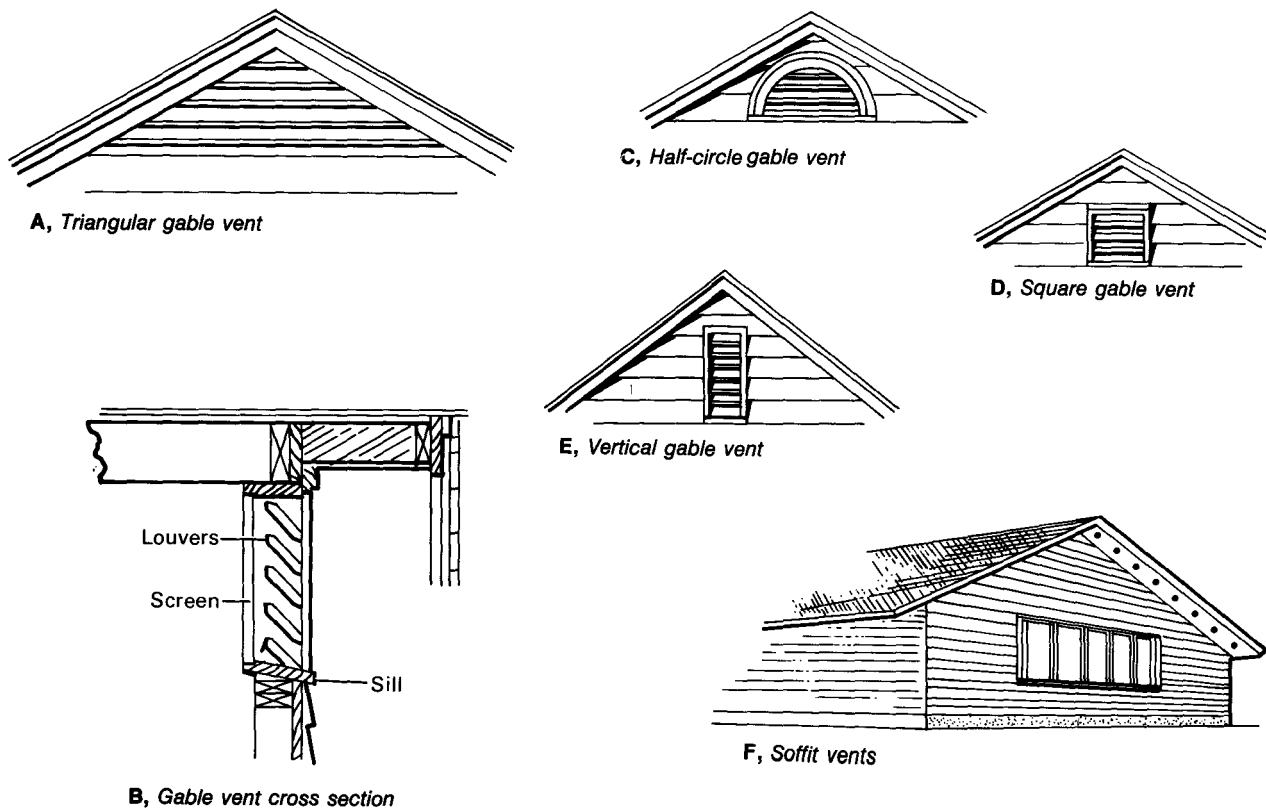 A, Triangular gable vent
C, Half-circle gable vent
D, Square gable vent
E, Vertical gable vent
Louvers
Screen
Sill
B, Gable vent cross section
F, Soffit vents